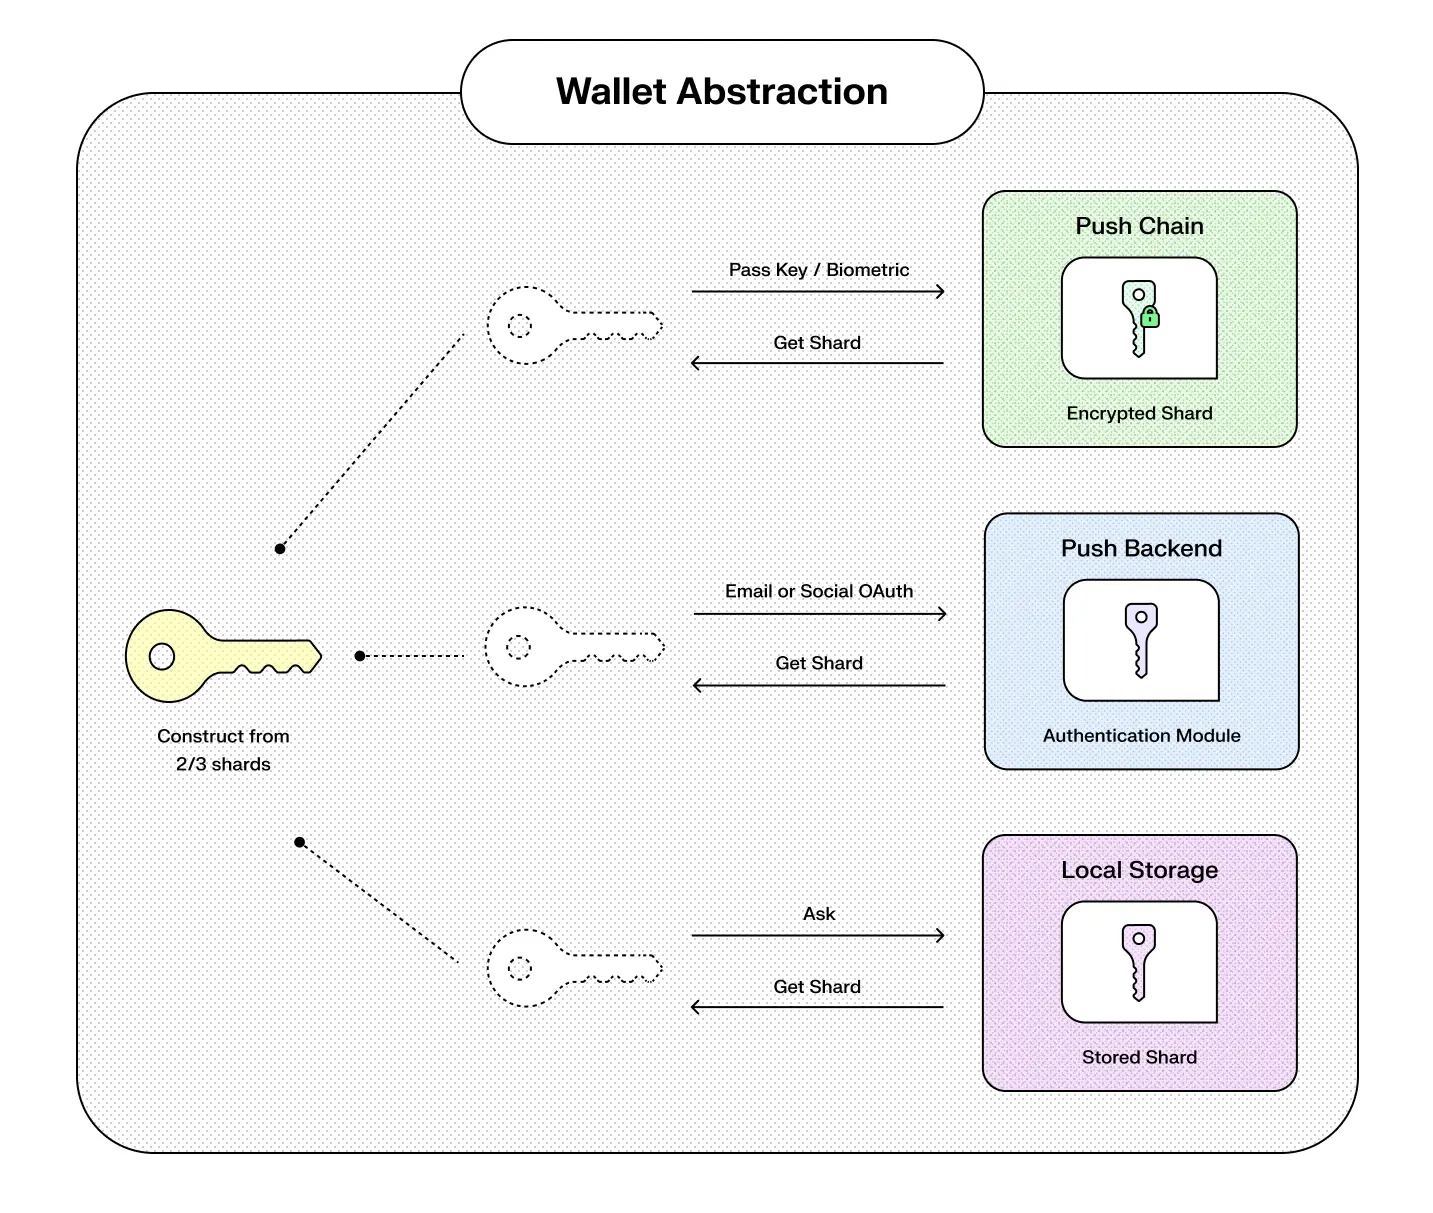 Wallet Abstraction
Push Chain
Pass Key / Biometric
Get Shard
Encrypted Shard
Push Backend
Email or Social OAuth
Get Shard
Authentication Module
Construct from
2/3 shards
Local Storage
Ask
Get Shard
Stored Shard